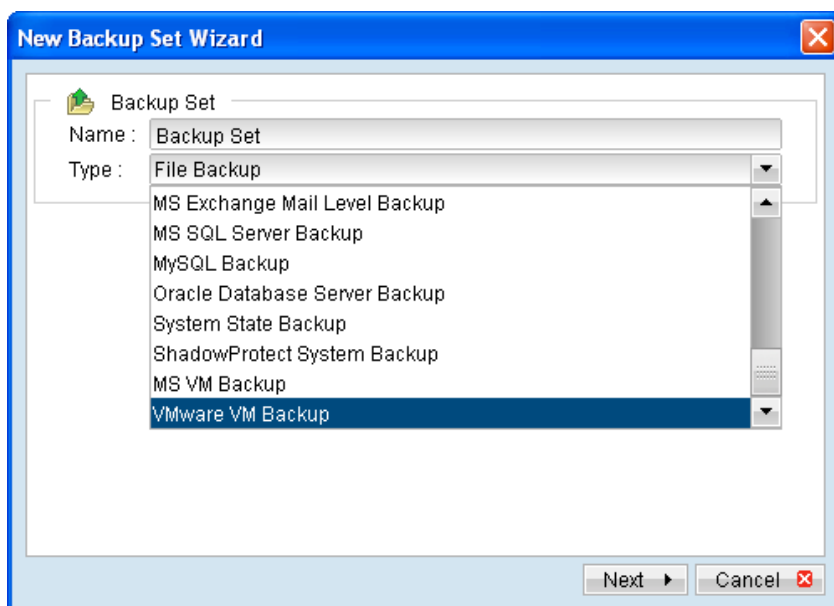 New Backup Set Wizard
Backup Set
Name : Backup Set
Type : File Backup
MS Exchange Mail Level Backup
MS SQL Server Backup
MySQL Backup
Oracle Database Server Backup
System State Backup
ShadowProtect System Backup
MS VM Backup
VMware VM Backup
Next Cancel